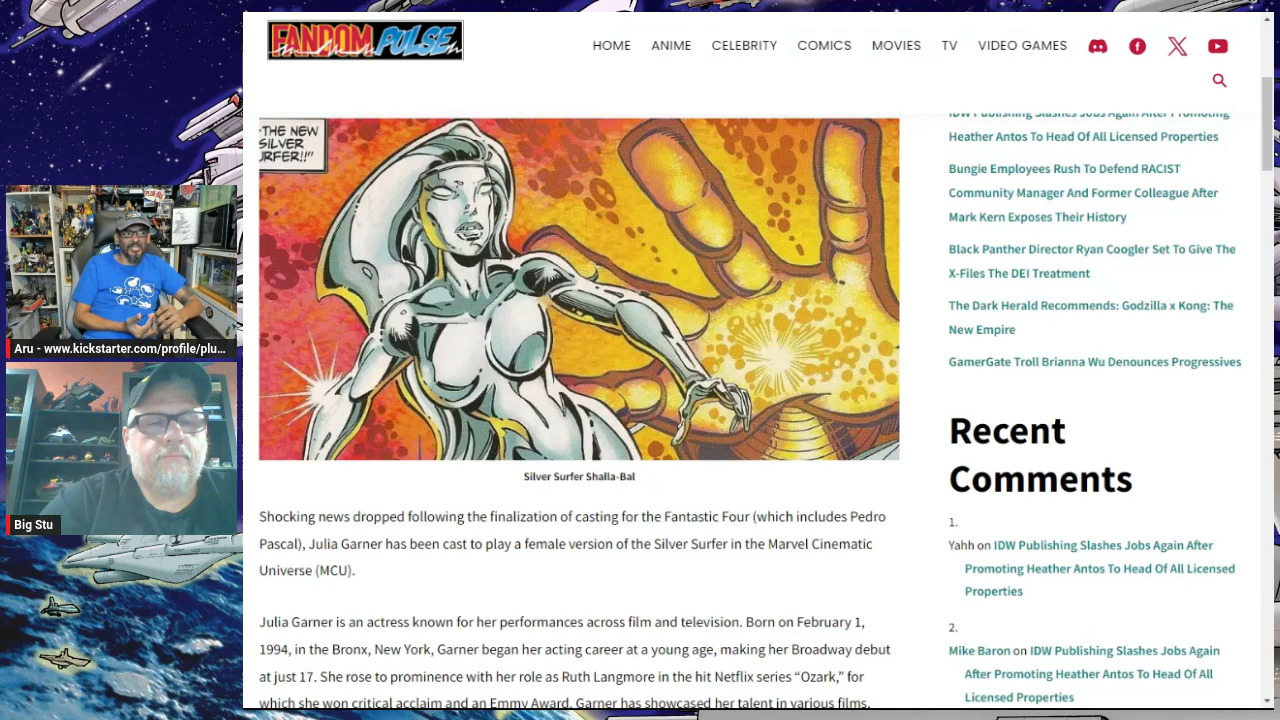 FANDOM PULSE
HOME ANIME CELEBRITY COMICS MOVIES TV VIDEO GAMES
THE NEW
SILVER
URFER!!"
Silver Surfer Shalla-Bal
Shocking news dropped following the finalization of casting for the Fantastic Four (which includes Pedro
Pascal), Julia Garner has been cast to play a female version of the Silver Surfer in the Marvel Cinematic
Universe (MCU).
Julia Garner is an actress known for her performances across film and television. Born on February 1,
1994, in the Bronx, New York, Garner began her acting career at a young age, making her Broadway debut
at just 17. She rose to prominence with her role as Ruth Langmore in the hit Netflix series “Ozark,” for
which she won critical acclaim and an Emmy Award. Garner has showcased her talent in various films,
IDW Publishing Slashes Jobs Again After Promoting
Heather Antos To Head Of All Licensed Properties
Bungie Employees Rush To Defend RACIST
Community Manager And Former Colleague After
Mark Kern Exposes Their History
Black Panther Director Ryan Coogler Set To Give The
X-Files The DEI Treatment
The Dark Herald Recommends: Godzilla x Kong: The
New Empire
GamerGate Troll Brianna Wu Denounces Progressives
Recent
Comments
1.
Yahh on IDW Publishing Slashes Jobs Again After
Promoting Heather Antos To Head Of All Licensed
Properties
2.
Mike Baron on IDW Publishing Slashes Jobs Again
After Promoting Heather Antos To Head Of All
Licensed Properties
Aru - www.kickstarter.com/profile/plu...
Big Stu